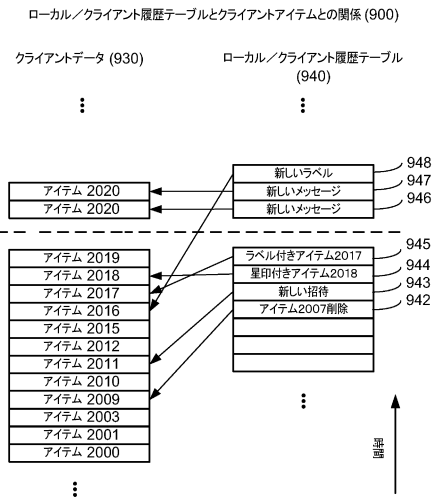 ローカル／クライアント履歴テーブルとクライアントアイテムとの関係 (900)
クライアントデータ (930)
ローカル／クライアント履歴テーブル
(940)
新しいラベル
948
新しいメッセージ
947
新しいメッセージ
946
アイテム 2020
アイテム 2020
ラベル付きアイテム2017
945
星印付きアイテム2018
944
新しい招待
943
アイテム2007削除
942
アイテム 2019
アイテム 2018
アイテム 2017
アイテム 2016
アイテム 2015
アイテム 2012
アイテム 2011
アイテム 2010
アイテム 2009
アイテム 2003
アイテム 2001
アイテム 2000
時間